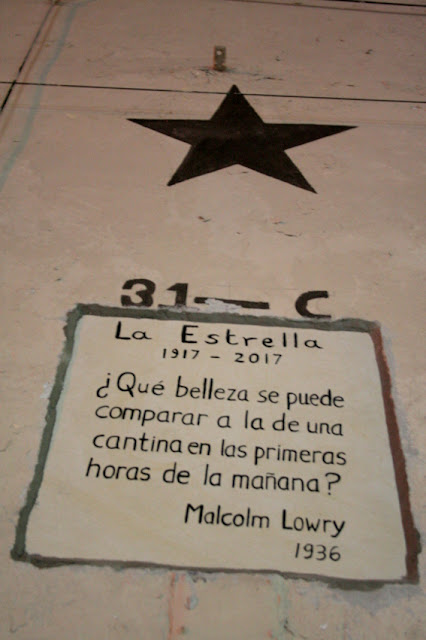 31 — C
La Estrella
1917 - 2017
¿Qué belleza se puede
comparar a la de una
cantina en las primeras
horas de la mañana?
Malcolm Lowry
1936